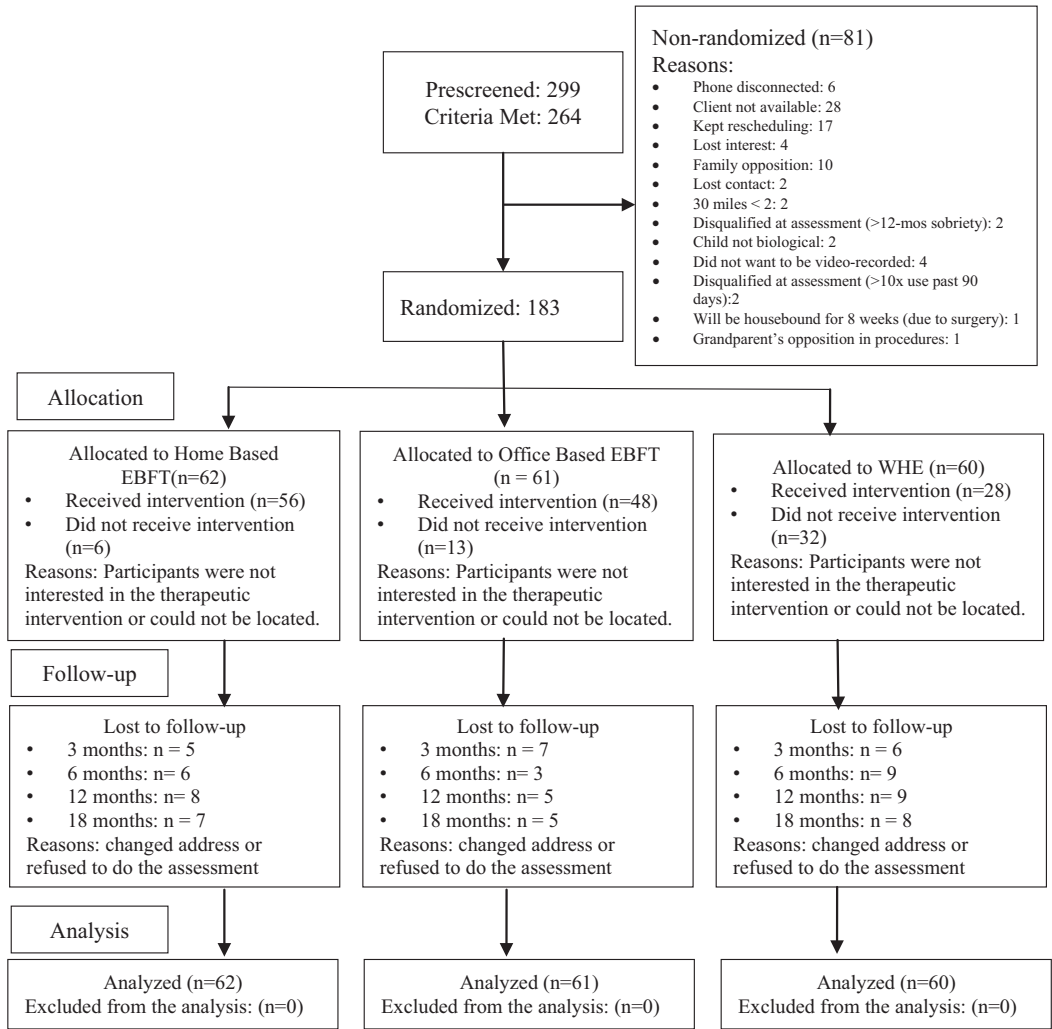 Prescreened: 299
Criteria Met: 264
Non-randomized (n=81)
Reasons:
• Phone disconnected: 6
• Client not available: 28
• Kept rescheduling: 17
• Lost interest: 4
• Family opposition: 10
• Lost contact: 2
• 30 miles < 2: 2
• Disqualified at assessment (>12-mos sobriety): 2
• Child not biological: 2
• Did not want to be video-recorded: 4
• Disqualified at assessment (>10x use past 90
days):2
• Will be housebound for 8 weeks (due to surgery): 1
• Grandparent's opposition in procedures: 1
Randomized: 183
Allocation
Allocated to Home Based
EBFT(n=62)
• Received intervention (n=56)
• Did not receive intervention
(n=6)
Reasons: Participants were not
interested in the therapeutic
intervention or could not be located.
Allocated to Office Based EBFT
(n = 61)
• Received intervention (n=48)
• Did not receive intervention
(n=13)
Reasons: Participants were not
interested in the therapeutic
intervention or could not be located.
Allocated to WHE (n=60)
• Received intervention (n=28)
• Did not receive intervention
(n=32)
Reasons: Participants were not
interested in the therapeutic
intervention or could not be located.
Follow-up
Lost to follow-up
• 3 months: n = 5
• 6 months: n= 6
• 12 months: n= 8
• 18 months: n = 7
Reasons: changed address or
refused to do the assessment
Lost to follow-up
• 3 months: n = 7
• 6 months: n= 3
• 12 months: n= 5
• 18 months: n = 5
Reasons: changed address or
refused to do the assessment
Lost to follow-up
• 3 months: n = 6
• 6 months: n= 9
• 12 months: n= 9
• 18 months: n = 8
Reasons: changed address or
refused to do the assessment
Analysis
Analyzed (n=62)
Excluded from the analysis: (n=0)
Analyzed (n=61)
Excluded from the analysis: (n=0)
Analyzed (n=60)
Excluded from the analysis: (n=0)